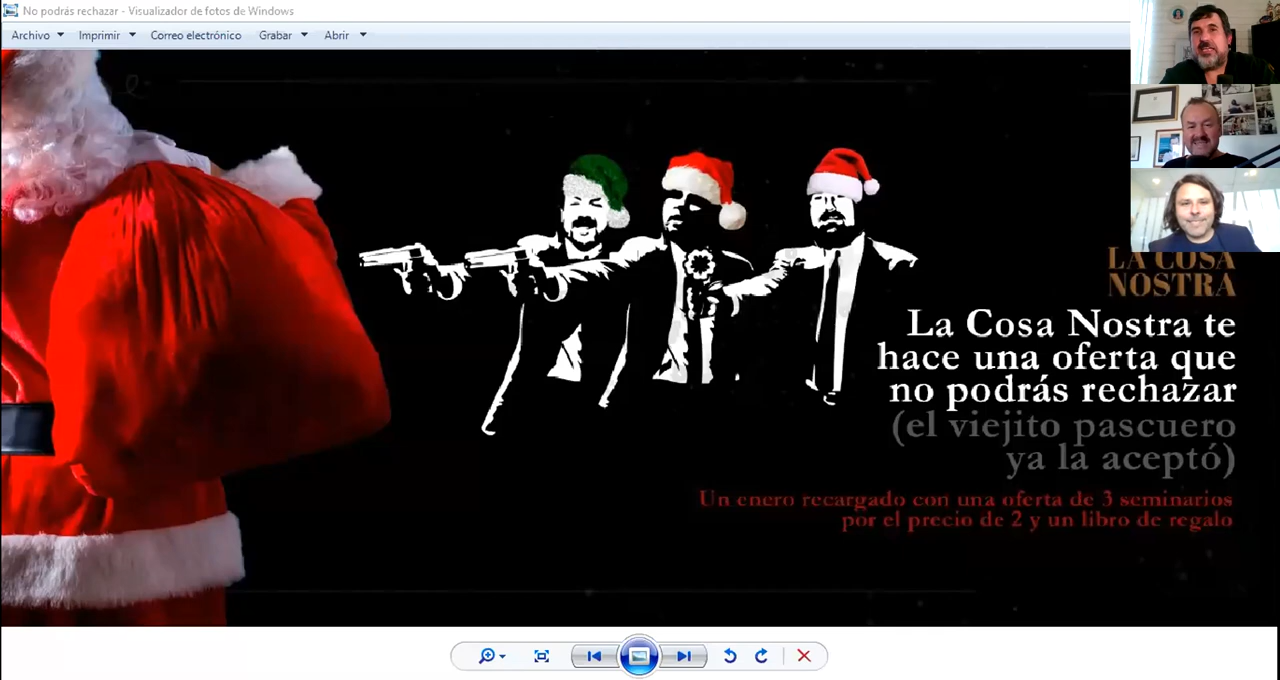 No podrás rechazar - Visualizador de fotos de Windows
Archivo Imprimir Correo electrónico Grabar Abrir
LA COSA
NOSTRA
La Cosa Nostra te
hace una oferta que
no podrás rechazar
(el viejito pascuero
ya la aceptó)
Un enero recargado con una oferta de 3 seminarios
por el precio de 2 y un libro de regalo